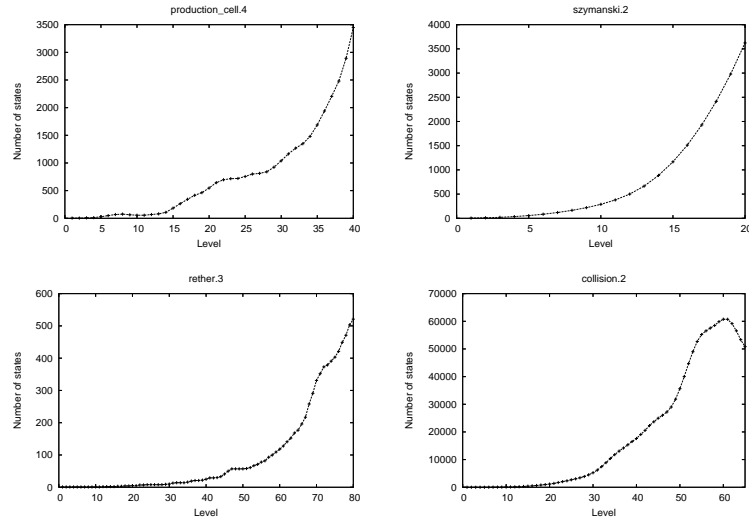 production_cell.4
Number of states
3500
3000
2500
2000
1500
1000
500
0
0 5 10 15 20 25 30 35 40
Level
szymanski.2
Number of states
4000
3500
3000
2500
2000
1500
1000
500
0
0 5 10 15 20
Level
rether.3
Number of states
600
500
400
300
200
100
0
0 10 20 30 40 50 60 70 80
Level
collision.2
Number of states
70000
60000
50000
40000
30000
20000
10000
0
0 10 20 30 40 50 60
Level